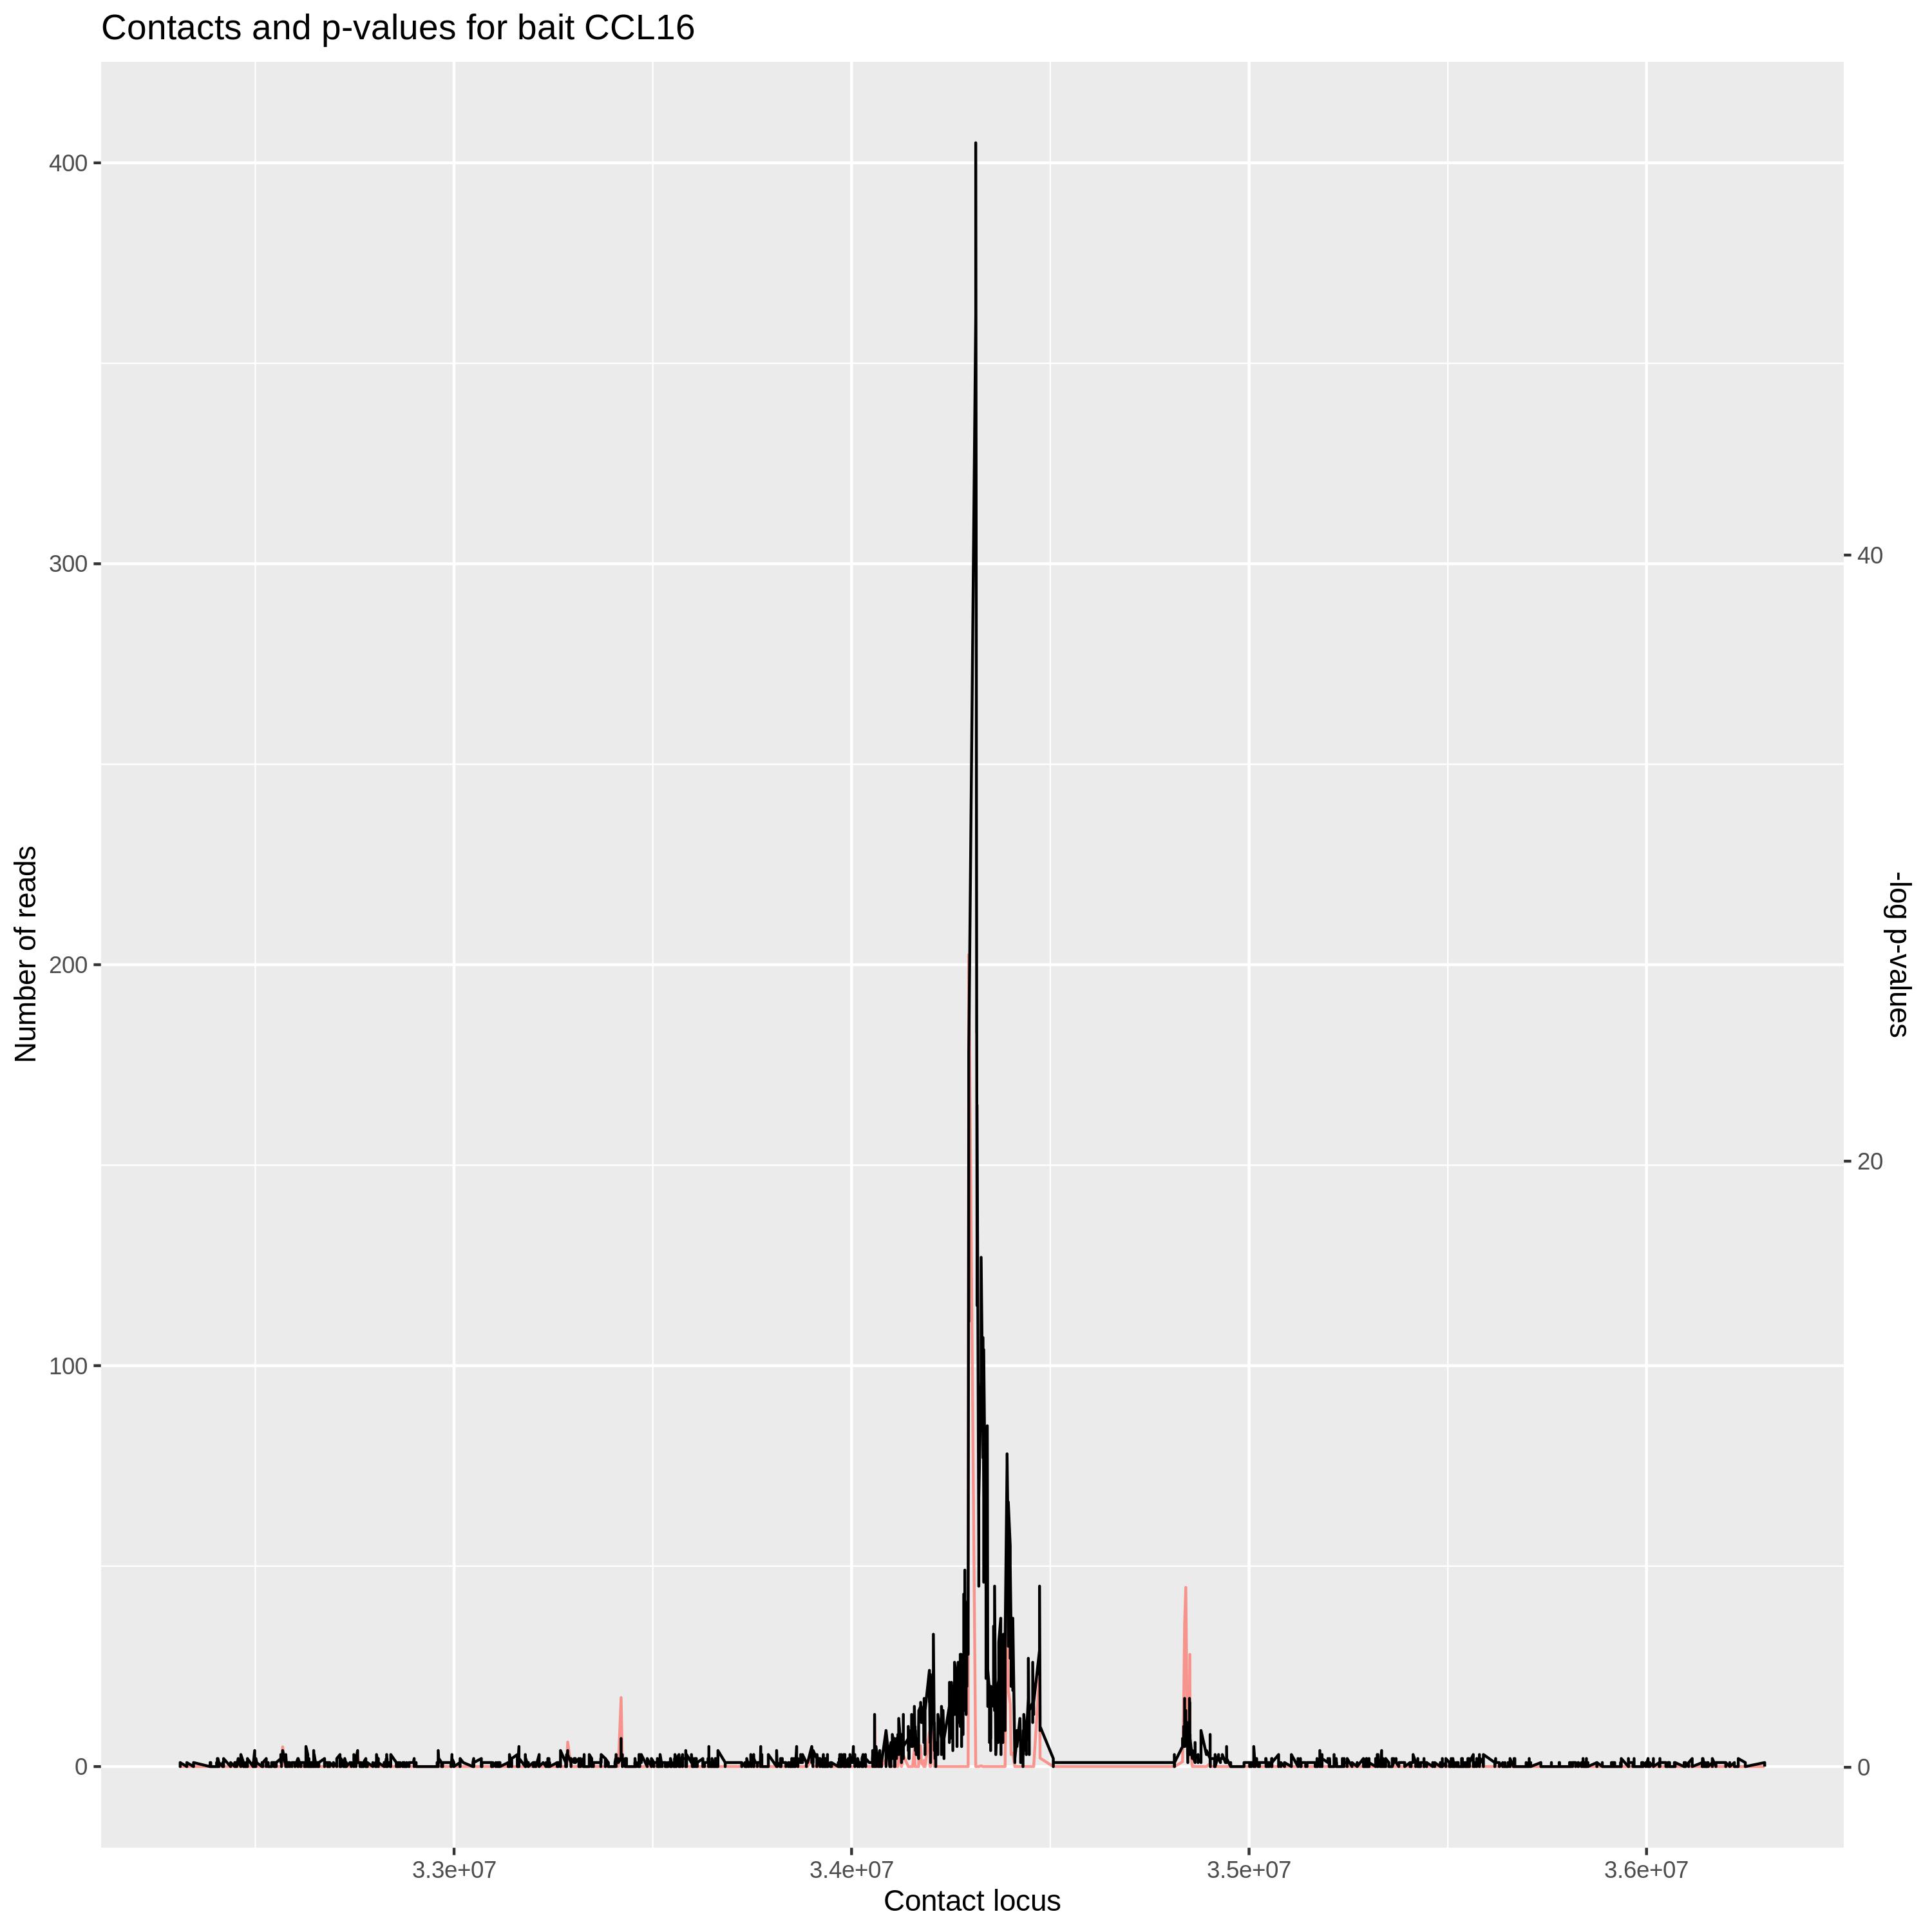 Contacts and p-values for bait CCL16
400
300
200
100
0
Number of reads
40
20
0
-log p-values
3.3e+07
3.4e+07
3.5e+07
3.6e+07
Contact locus